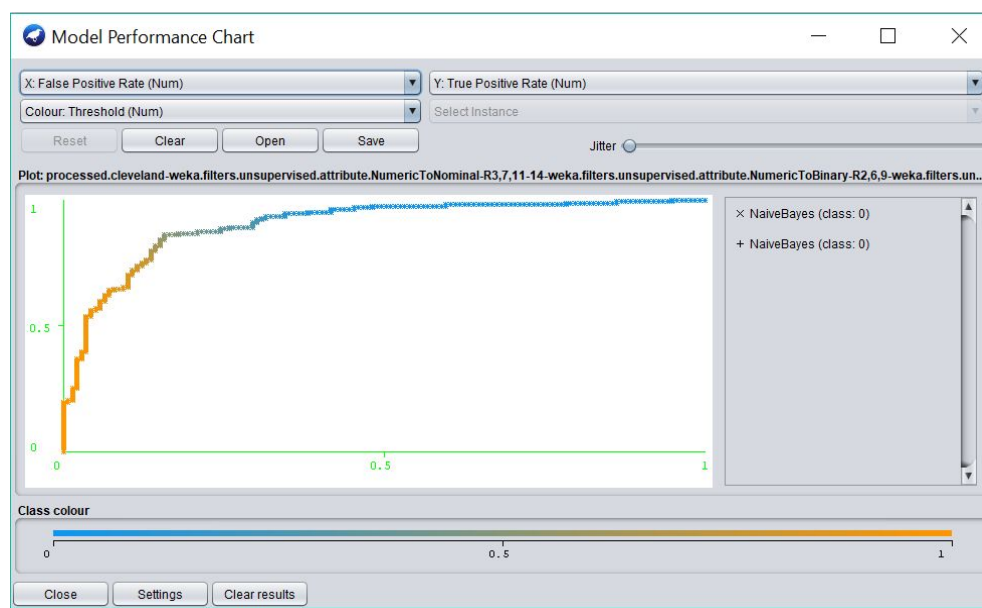 Model Performance Chart
X: False Positive Rate (Num)
Y: True Positive Rate (Num)
Colour: Threshold (Num)
Select Instance
Reset
Clear
Open
Save
Jitter
Plot: processed.cleveland-weka.filters.unsupervised.attribute.NumericToNominal-R3,7,11-14-weka.filters.unsupervised.attribute.NumericToBinary-R2,6,9-weka.filters.un...
1
0.5
0
0
0.5
1
× NaiveBayes (class: 0)
+ NaiveBayes (class: 0)
Class colour
0
0.5
1
Close
Settings
Clear results